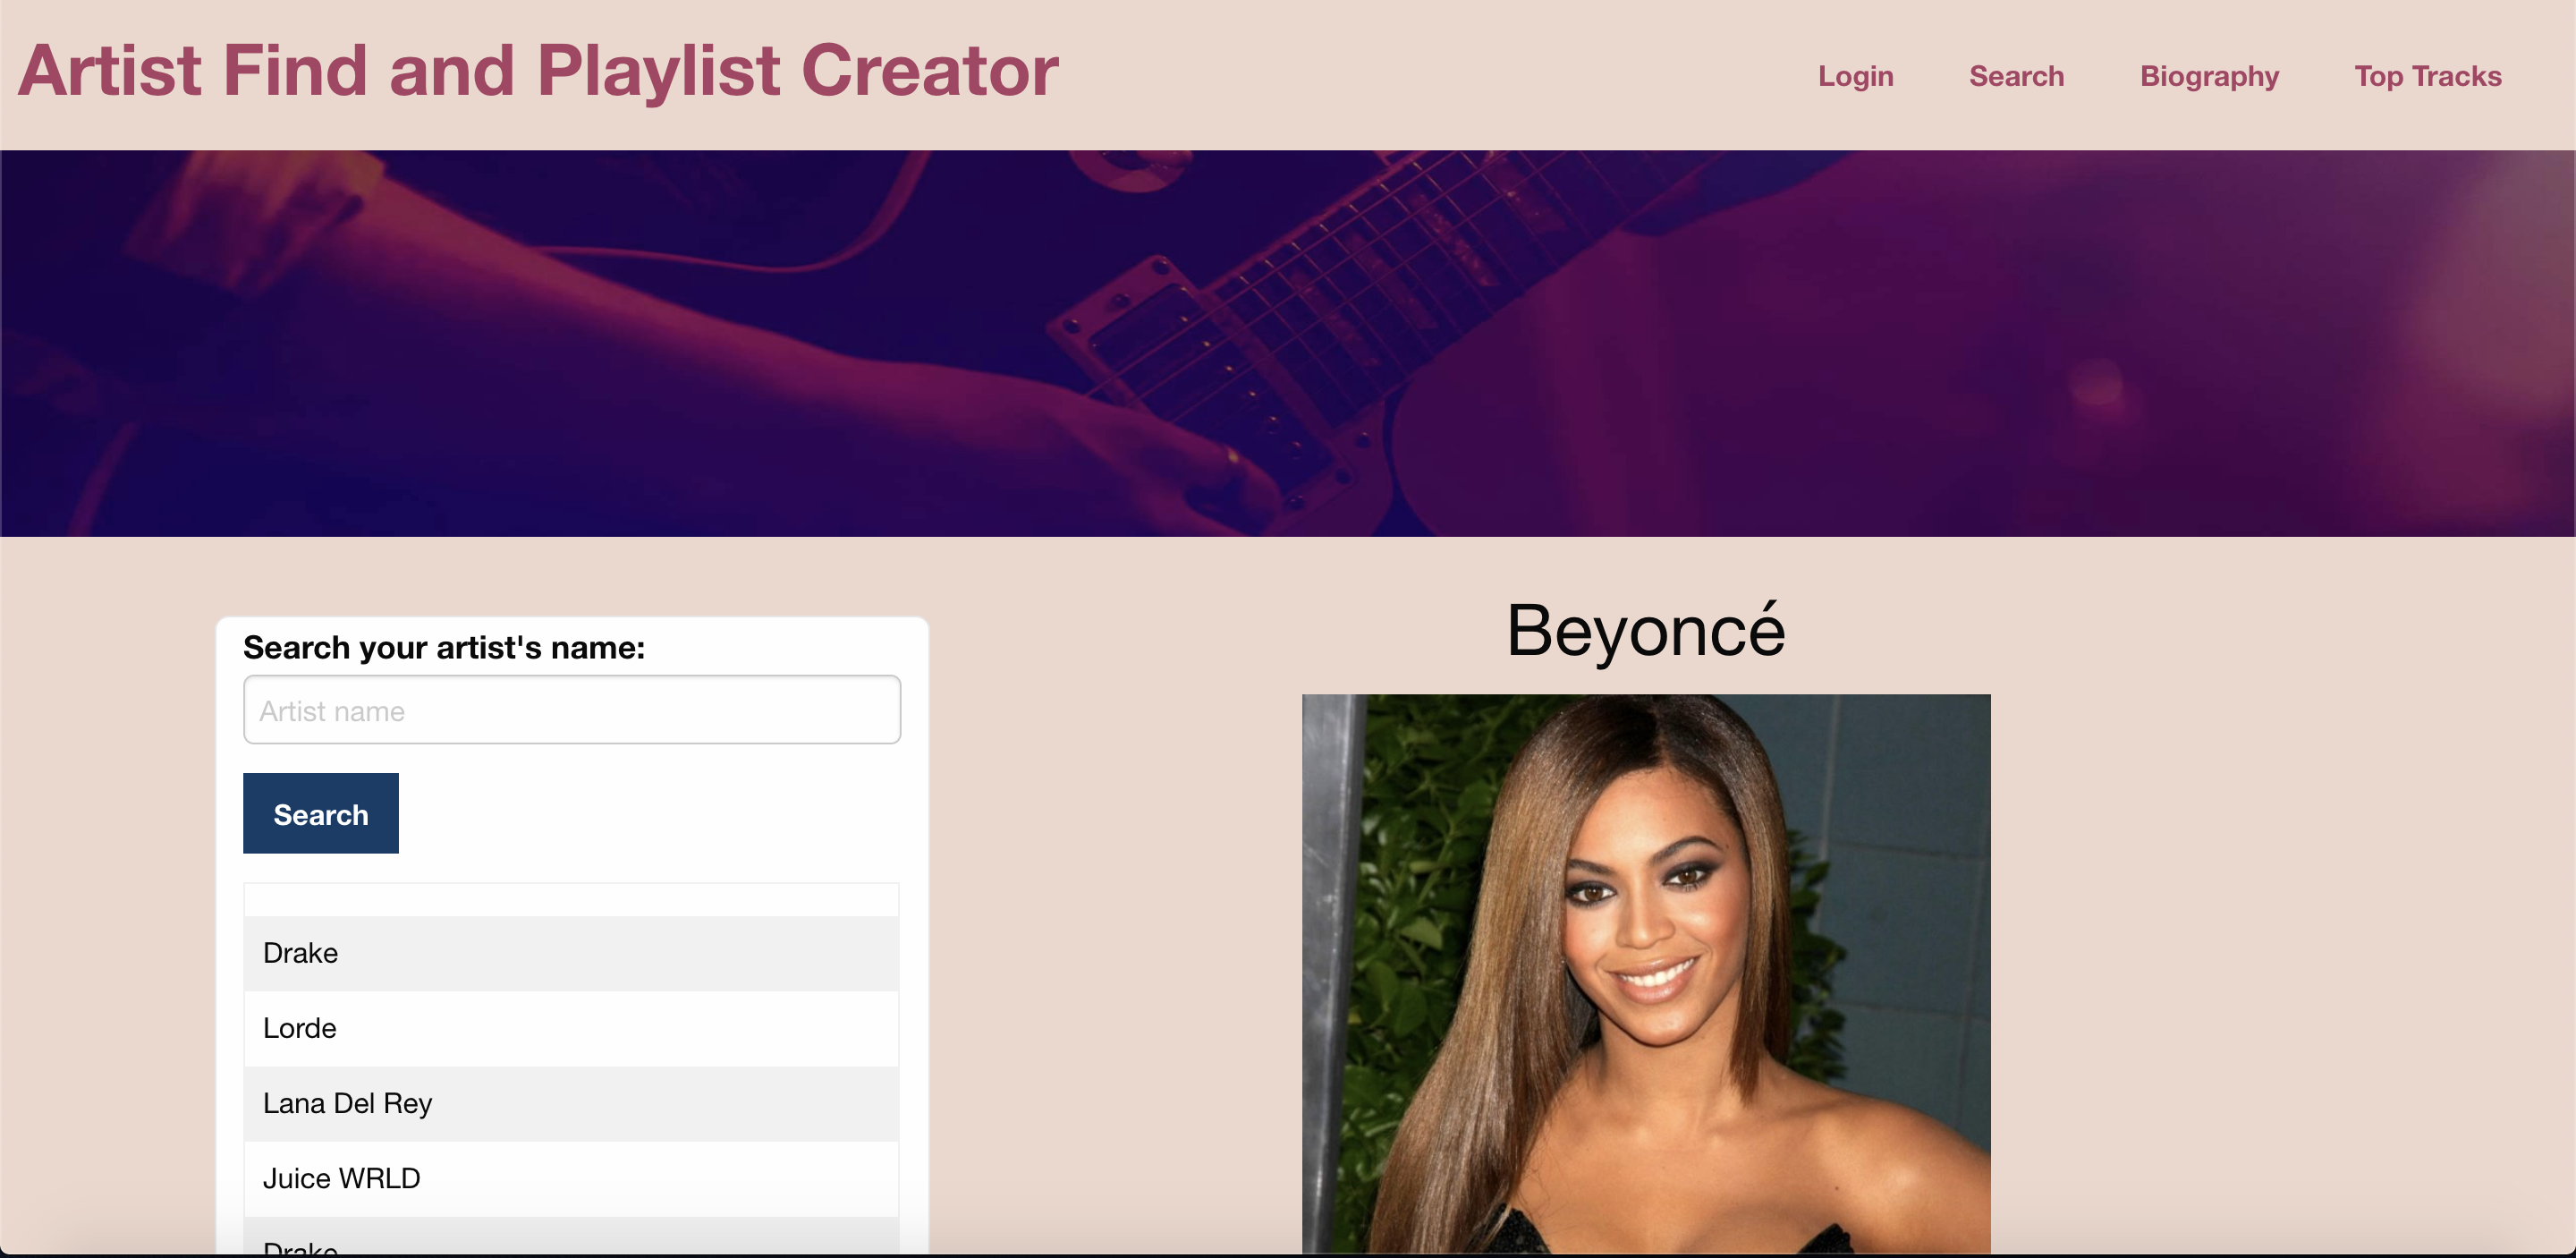 Artist Find and Playlist Creator
Login Search Biography Top Tracks
Search your artist's name:
Artist name
Search
Drake
Lorde
Lana Del Rey
Juice WRLD
Drake
Beyoncé